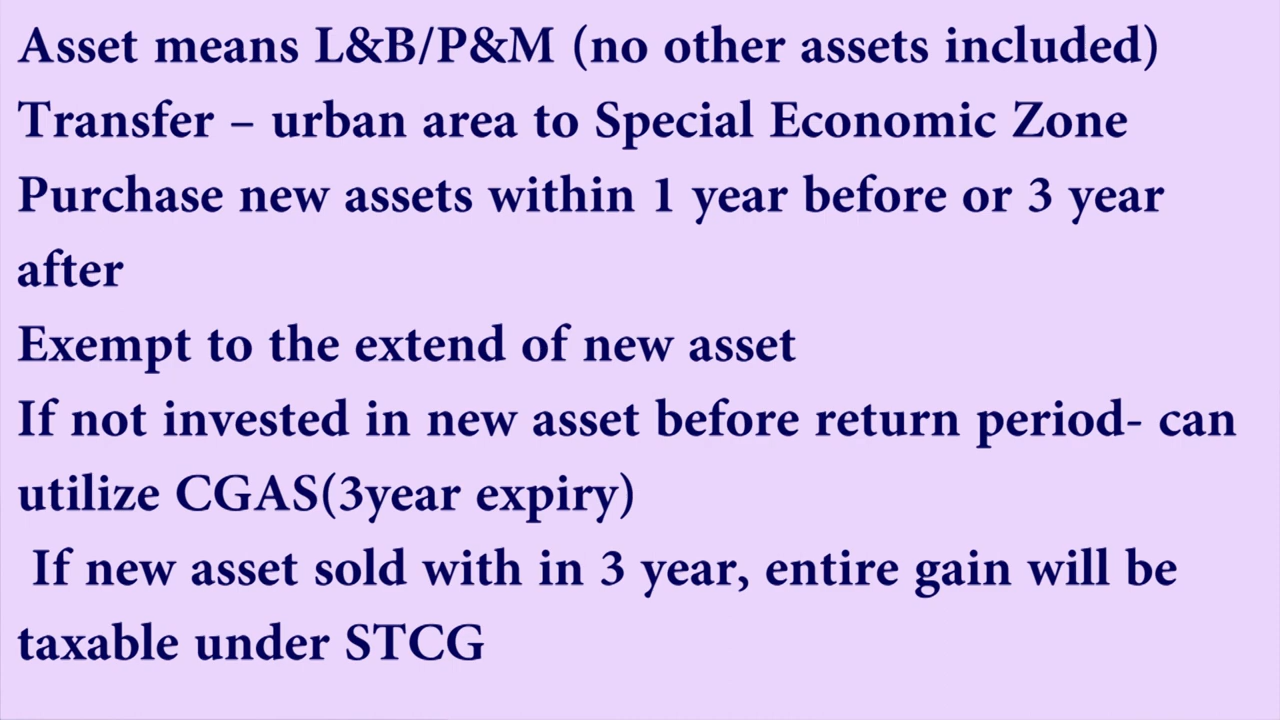 Asset means L&B/P&M (no other assets included)
Transfer – urban area to Special Economic Zone
Purchase new assets within 1 year before or 3 year
after
Exempt to the extend of new asset
If not invested in new asset before return period- can
utilize CGAS(3year expiry)
If new asset sold with in 3 year, entire gain will be
taxable under STCG